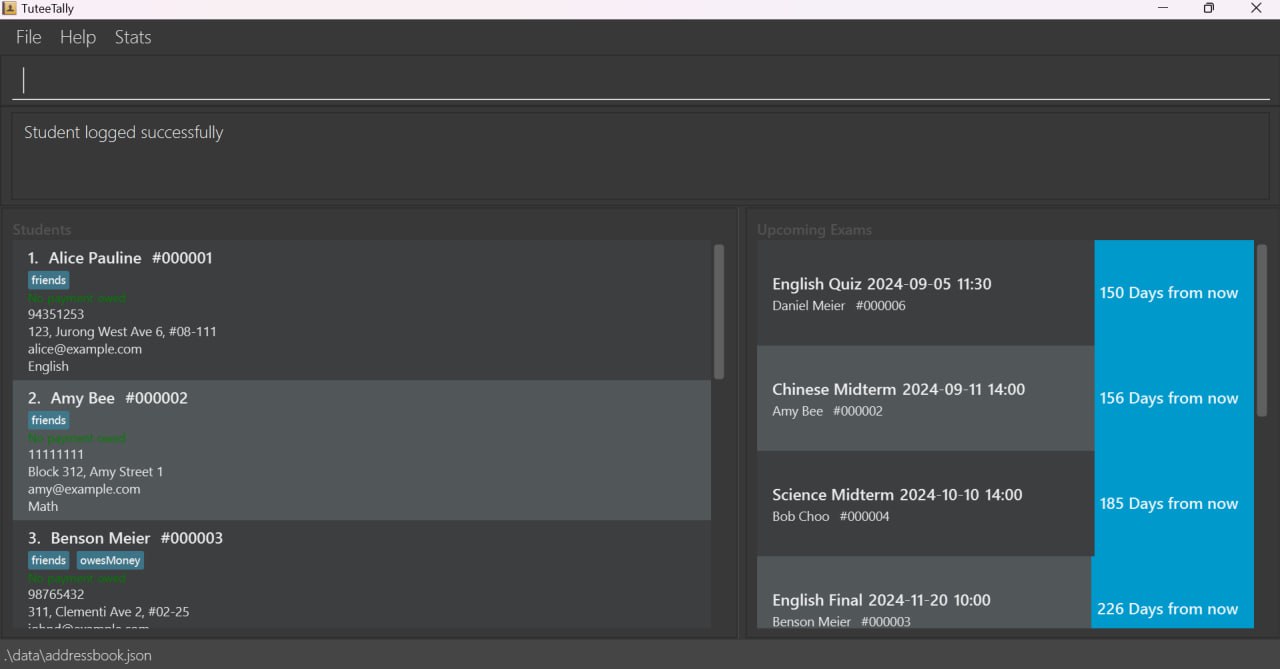 TuteeTally
File Help Stats
Student logged successfully
Students
1. Alice Pauline #000001
friends
No payment owed
94351253
123, Jurong West Ave 6, #08-111
alice@example.com
English
2. Amy Bee #000002
friends
No payment owed
11111111
Block 312, Amy Street 1
amy@example.com
Math
3. Benson Meier #000003
friends owesMoney
No payment owed
98765432
311, Clementi Ave 2, #02-25
johnd@example.com
Upcoming Exams
English Quiz 2024-09-05 11:30
Daniel Meier #000006
150 Days from now
Chinese Midterm 2024-09-11 14:00
Amy Bee #000002
156 Days from now
Science Midterm 2024-10-10 14:00
Bob Choo #000004
185 Days from now
English Final 2024-11-20 10:00
Benson Meier #000003
226 Days from now
.\data\addressbook.json